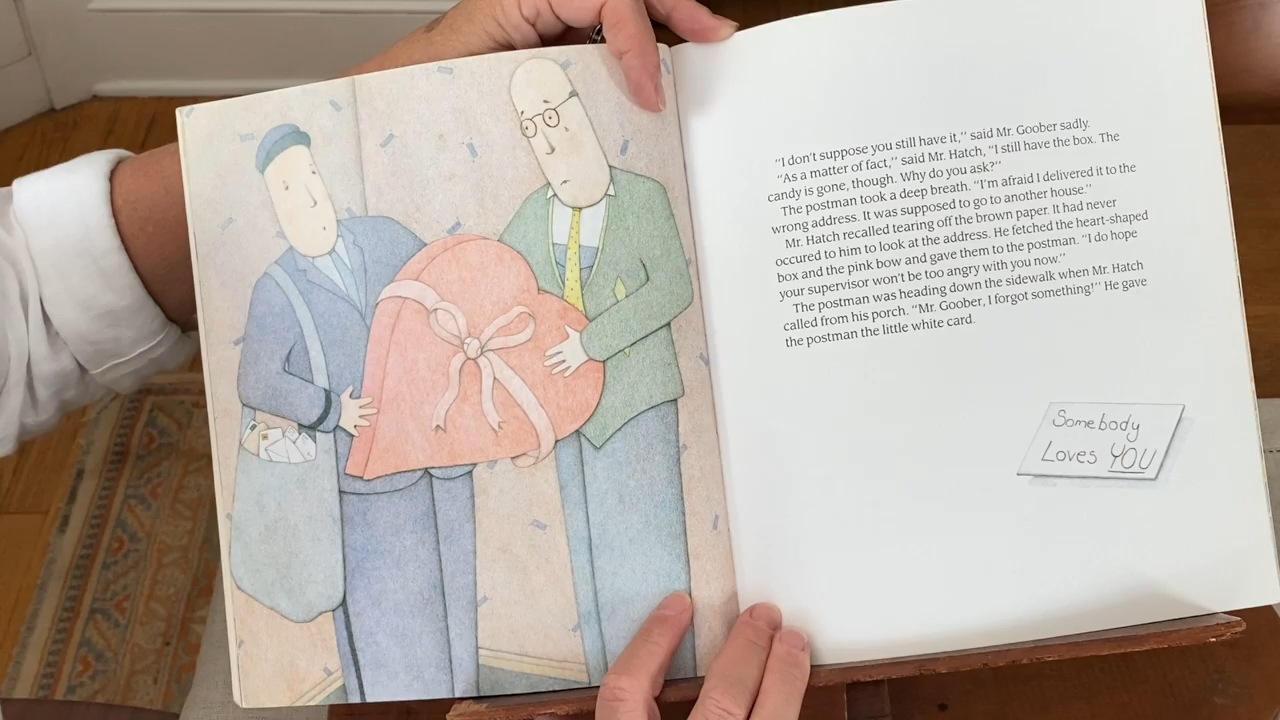 "I don't suppose you still have it," said Mr. Goober sadly.
"As a matter of fact," said Mr. Hatch, "I still have the box. The
candy is gone, though. Why do you ask?"
The postman took a deep breath. "I'm afraid I delivered it to the
wrong address. It was supposed to go to another house."
Mr. Hatch recalled tearing off the brown paper. It had never
occured to him to look at the address. He fetched the heart-shaped
box and the pink bow and gave them to the postman. "I do hope
your supervisor won't be too angry with you now."
The postman was heading down the sidewalk when Mr. Hatch
called from his porch. "Mr. Goober, I forgot something!" He gave
the postman the little white card.
Somebody
Loves YOU